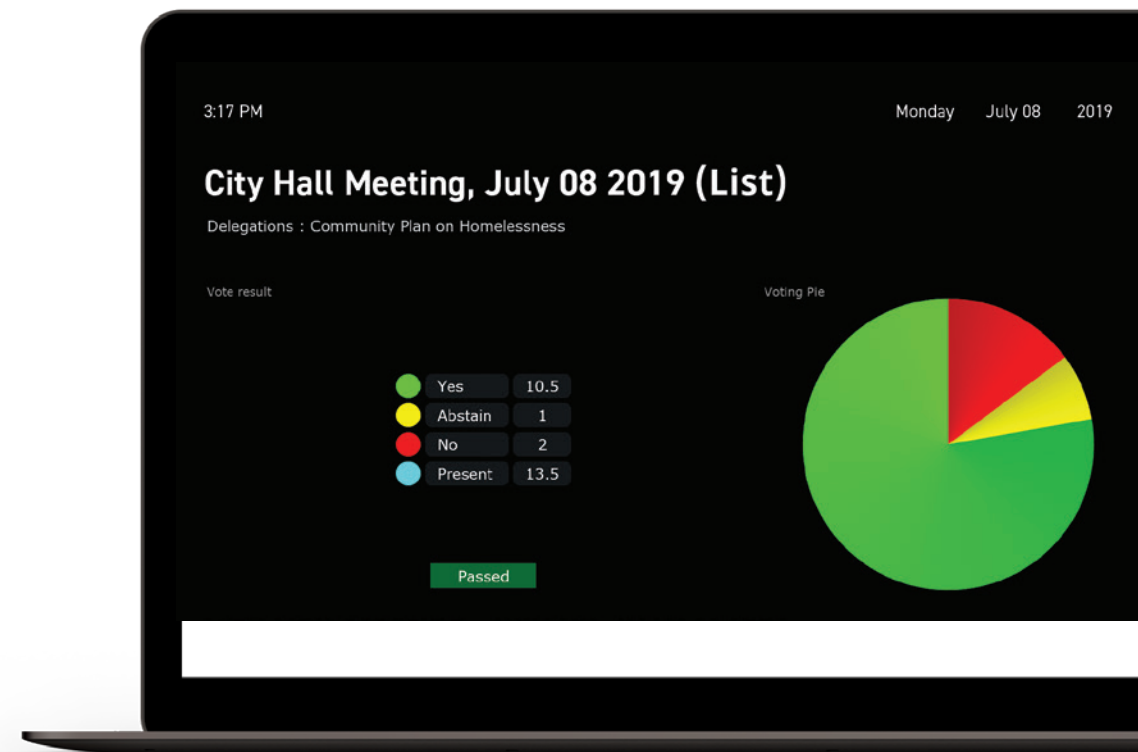 3:17 PM
Monday July 08 2019
City Hall Meeting, July 08 2019 (List)
Delegations : Community Plan on Homelessness
Vote result
Voting Pie
Yes 10.5
Abstain 1
No 2
Present 13.5
Passed